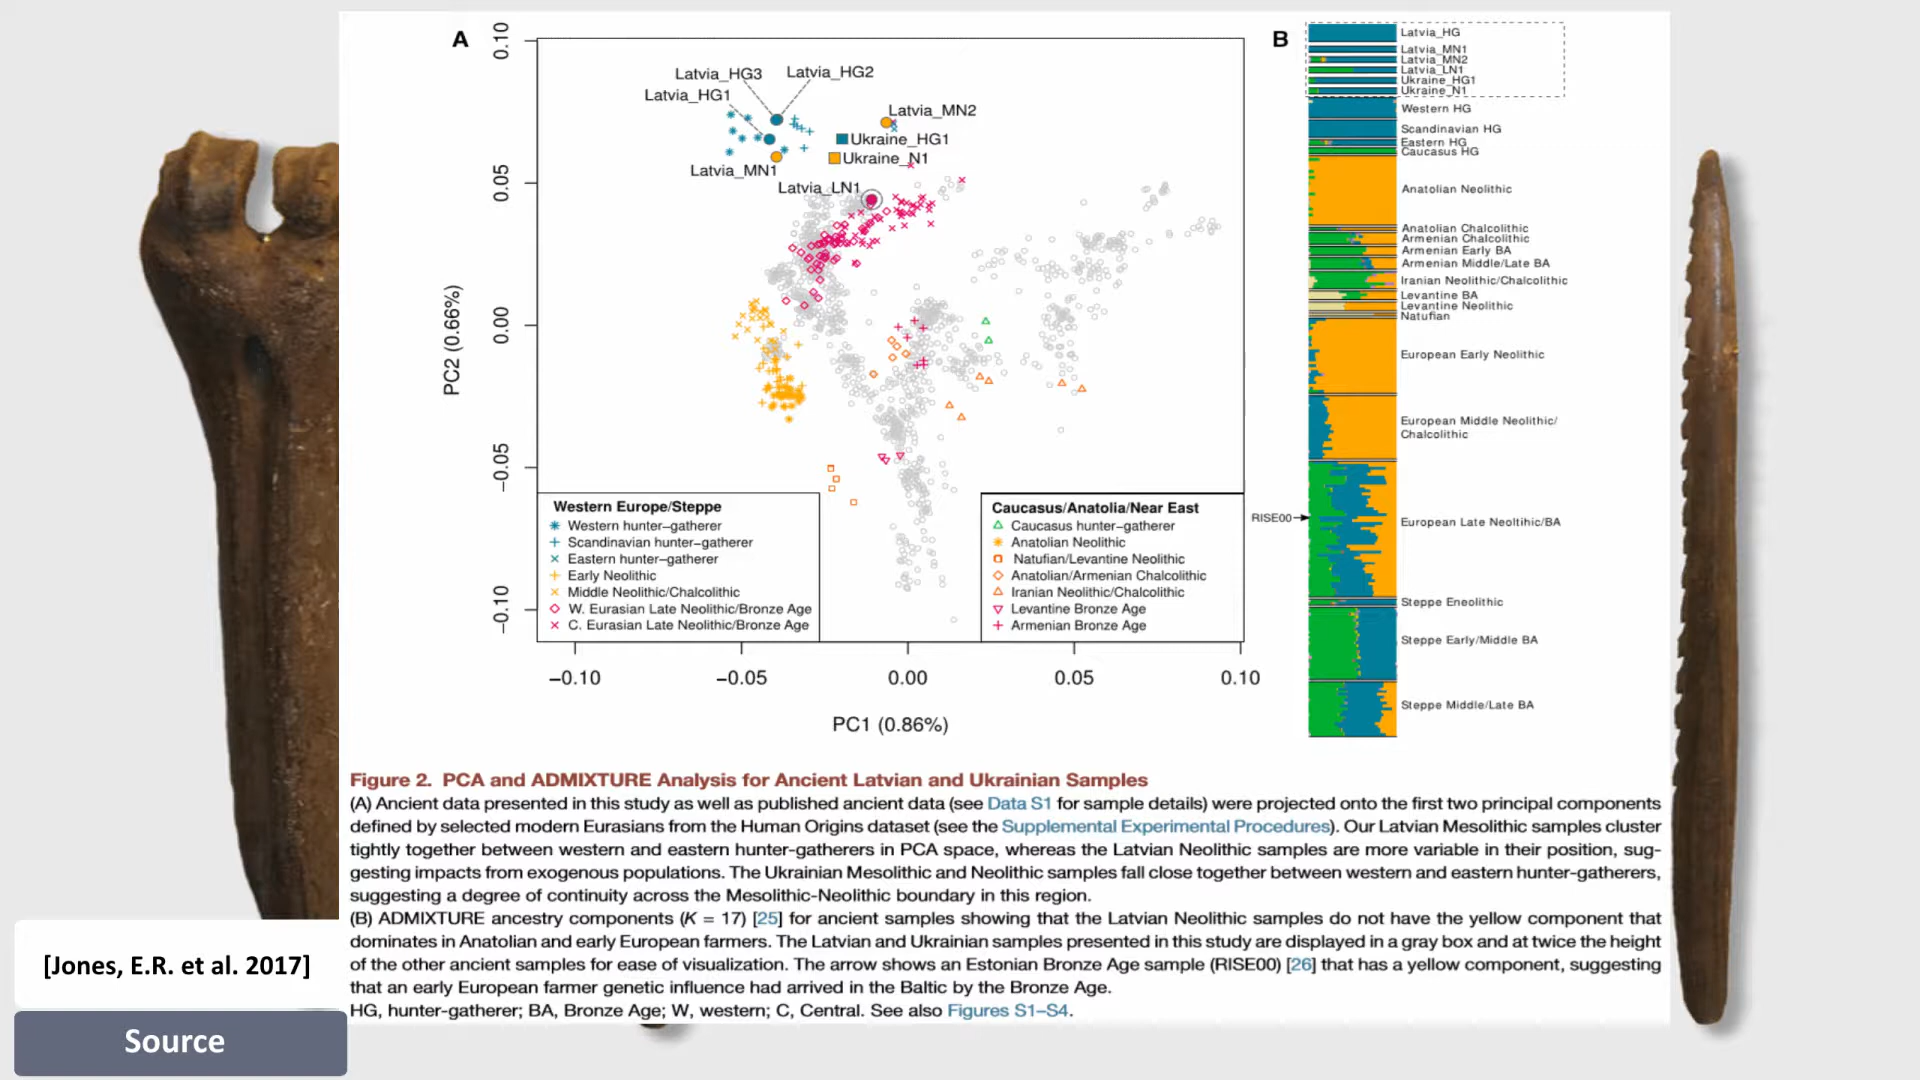 A
0.10
0.05
0.00
−0.05
−0.10
PC2 (0.66%)
Latvia_HG3
Latvia_HG2
Latvia_HG1
Latvia_MN2
Ukraine_HG1
Ukraine_N1
Latvia_MN1
Latvia_LN1
Western Europe/Steppe
Western hunter−gatherer
Scandinavian hunter−gatherer
Eastern hunter−gatherer
Early Neolithic
Middle Neolithic/Chalcolithic
W. Eurasian Late Neolithic/Bronze Age
C. Eurasian Late Neolithic/Bronze Age
Caucasus/Anatolia/Near East
Caucasus hunter−gatherer
Anatolian Neolithic
Natufian/Levantine Neolithic
Anatolian/Armenian Chalcolithic
Iranian Neolithic/Chalcolithic
Levantine Bronze Age
Armenian Bronze Age
−0.10
−0.05
0.00
0.05
0.10
PC1 (0.86%)
B
Latvia_HG
Latvia_MN1
Latvia_MN2
Latvia_LN1
Ukraine_HG1
Ukraine_N1
Western HG
Scandinavian HG
Eastern HG
Caucasus HG
Anatolian Neolithic
Anatolian Chalcolithic
Armenian Chalcolithic
Armenian Early BA
Armenian Middle/Late BA
Iranian Neolithic/Chalcolithic
Levantine BA
Levantine Neolithic
Natufian
European Early Neolithic
European Middle Neolithic/
Chalcolithic
RISE00
European Late Neoltihic/BA
Steppe Eneolithic
Steppe Early/Middle BA
Steppe Middle/Late BA
Figure 2. PCA and ADMIXTURE Analysis for Ancient Latvian and Ukrainian Samples
(A) Ancient data presented in this study as well as published ancient data (see Data S1 for sample details) were projected onto the first two principal components
defined by selected modern Eurasians from the Human Origins dataset (see the Supplemental Experimental Procedures). Our Latvian Mesolithic samples cluster
tightly together between western and eastern hunter-gatherers in PCA space, whereas the Latvian Neolithic samples are more variable in their position, sug-
gesting impacts from exogenous populations. The Ukrainian Mesolithic and Neolithic samples fall close together between western and eastern hunter-gatherers,
suggesting a degree of continuity across the Mesolithic-Neolithic boundary in this region.
(B) ADMIXTURE ancestry components (K = 17) [25] for ancient samples showing that the Latvian Neolithic samples do not have the yellow component that
dominates in Anatolian and early European farmers. The Latvian and Ukrainian samples presented in this study are displayed in a gray box and at twice the height
of the other ancient samples for ease of visualization. The arrow shows an Estonian Bronze Age sample (RISE00) [26] that has a yellow component, suggesting
that an early European farmer genetic influence had arrived in the Baltic by the Bronze Age.
HG, hunter-gatherer; BA, Bronze Age; W, western; C, Central. See also Figures S1–S4.
[Jones, E.R. et al. 2017]
Source